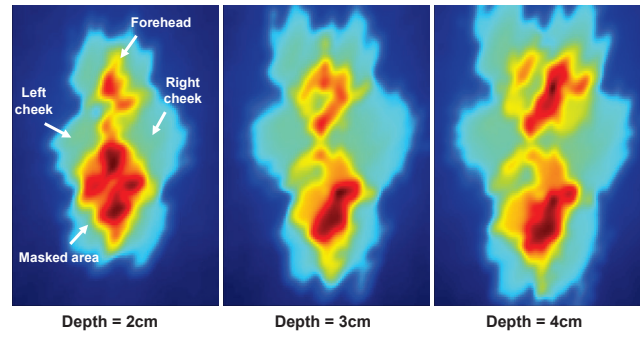 Forehead
Left
cheek
Right
cheek
Masked area
Depth = 2cm
Depth = 3cm
Depth = 4cm